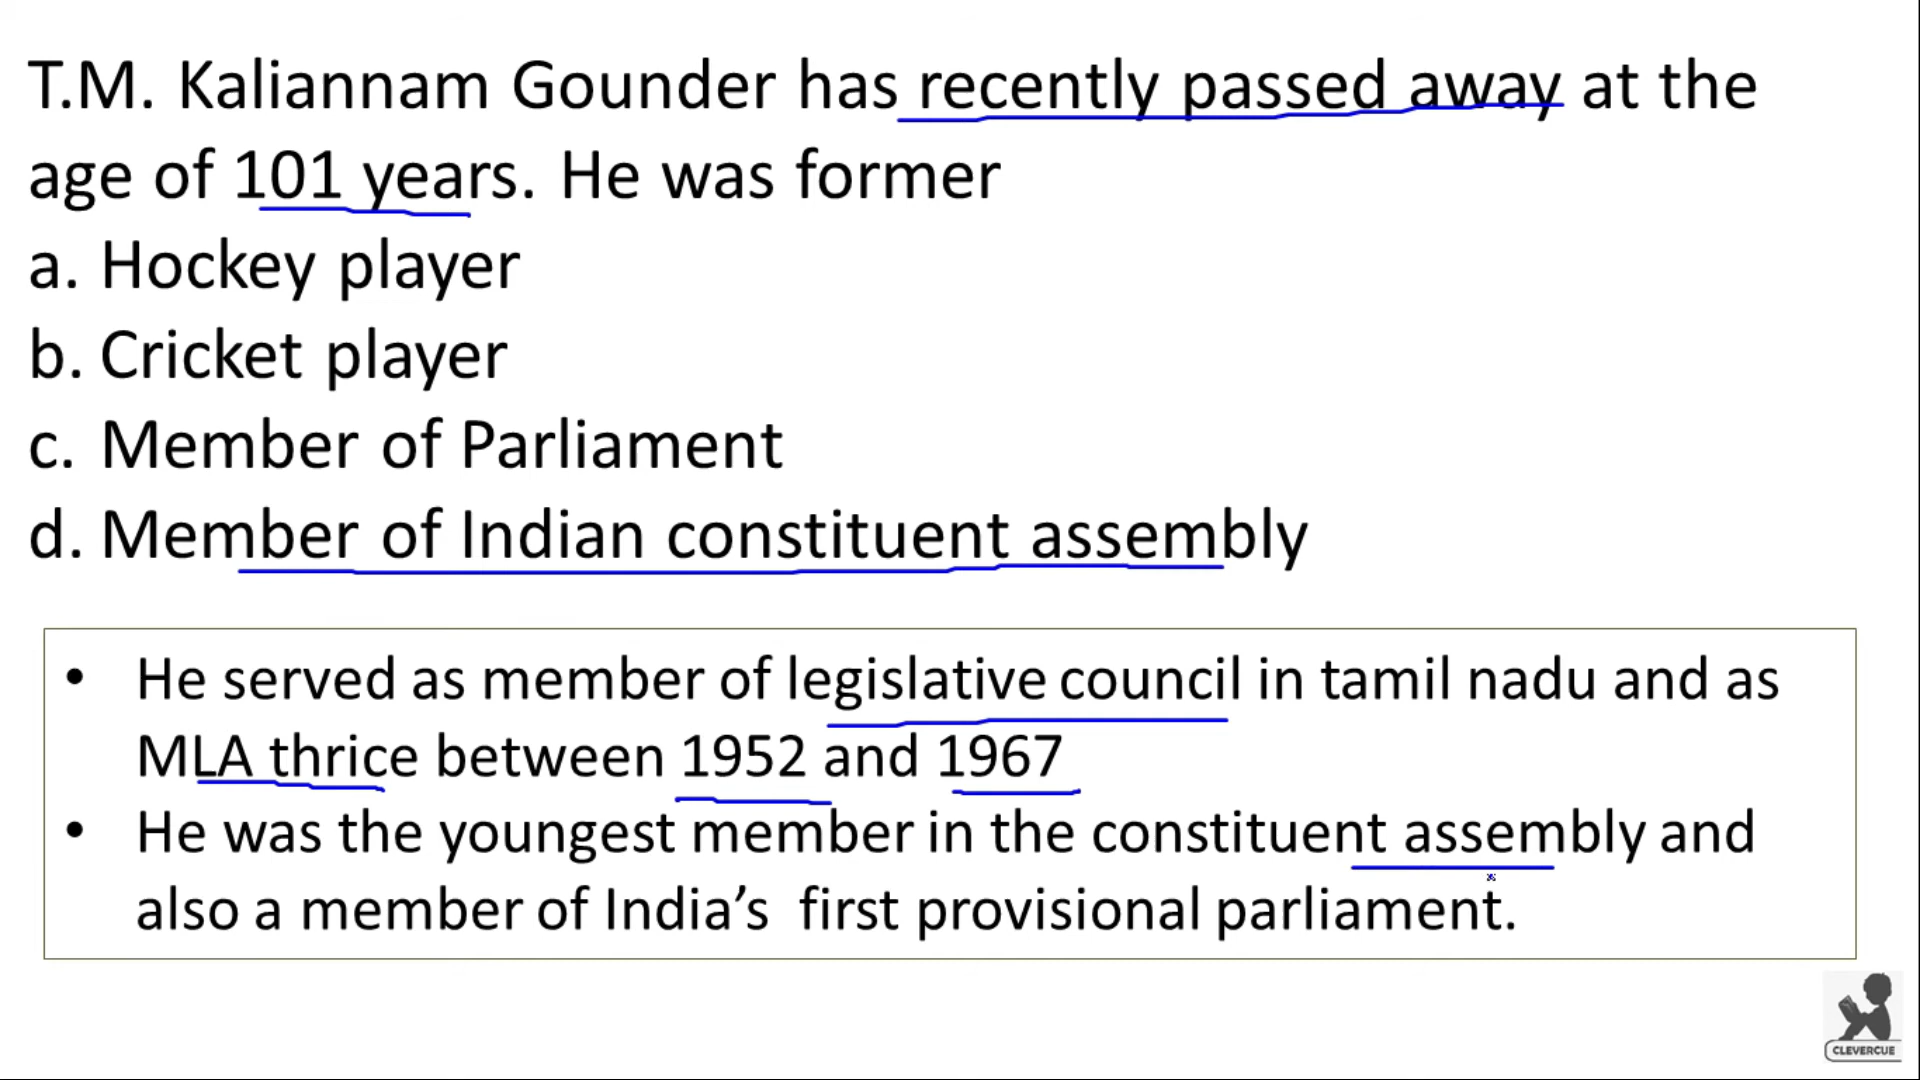 T.M. Kaliannam Gounder has recently passed away at the
age of 101 years. He was former
a. Hockey player
b. Cricket player
c. Member of Parliament
d. Member of Indian constituent assembly
• He served as member of legislative council in tamil nadu and as
MLA thrice between 1952 and 1967
• He was the youngest member in the constituent assembly and
also a member of India’s first provisional parliament.
CLEVERCUE